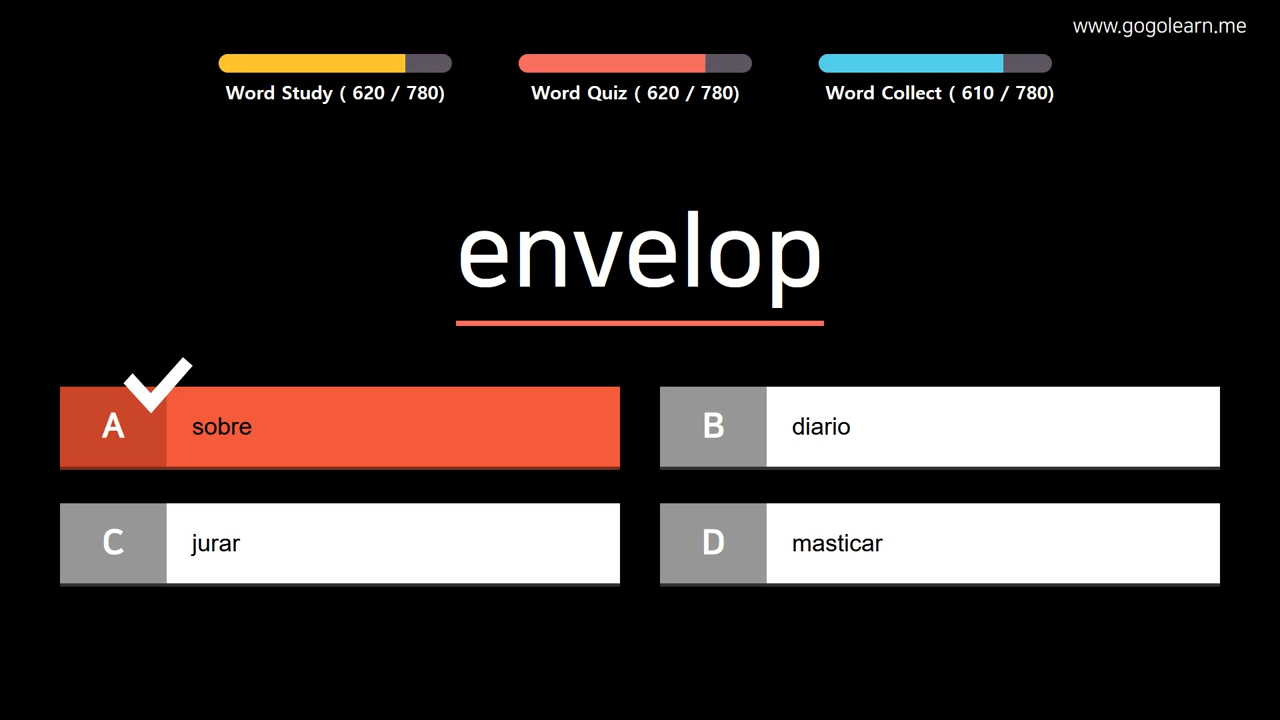 www.gogolearn.me
Word Study ( 620 / 780)
Word Quiz ( 620 / 780)
Word Collect ( 610 / 780)
envelop
A sobre
B diario
C jurar
D masticar